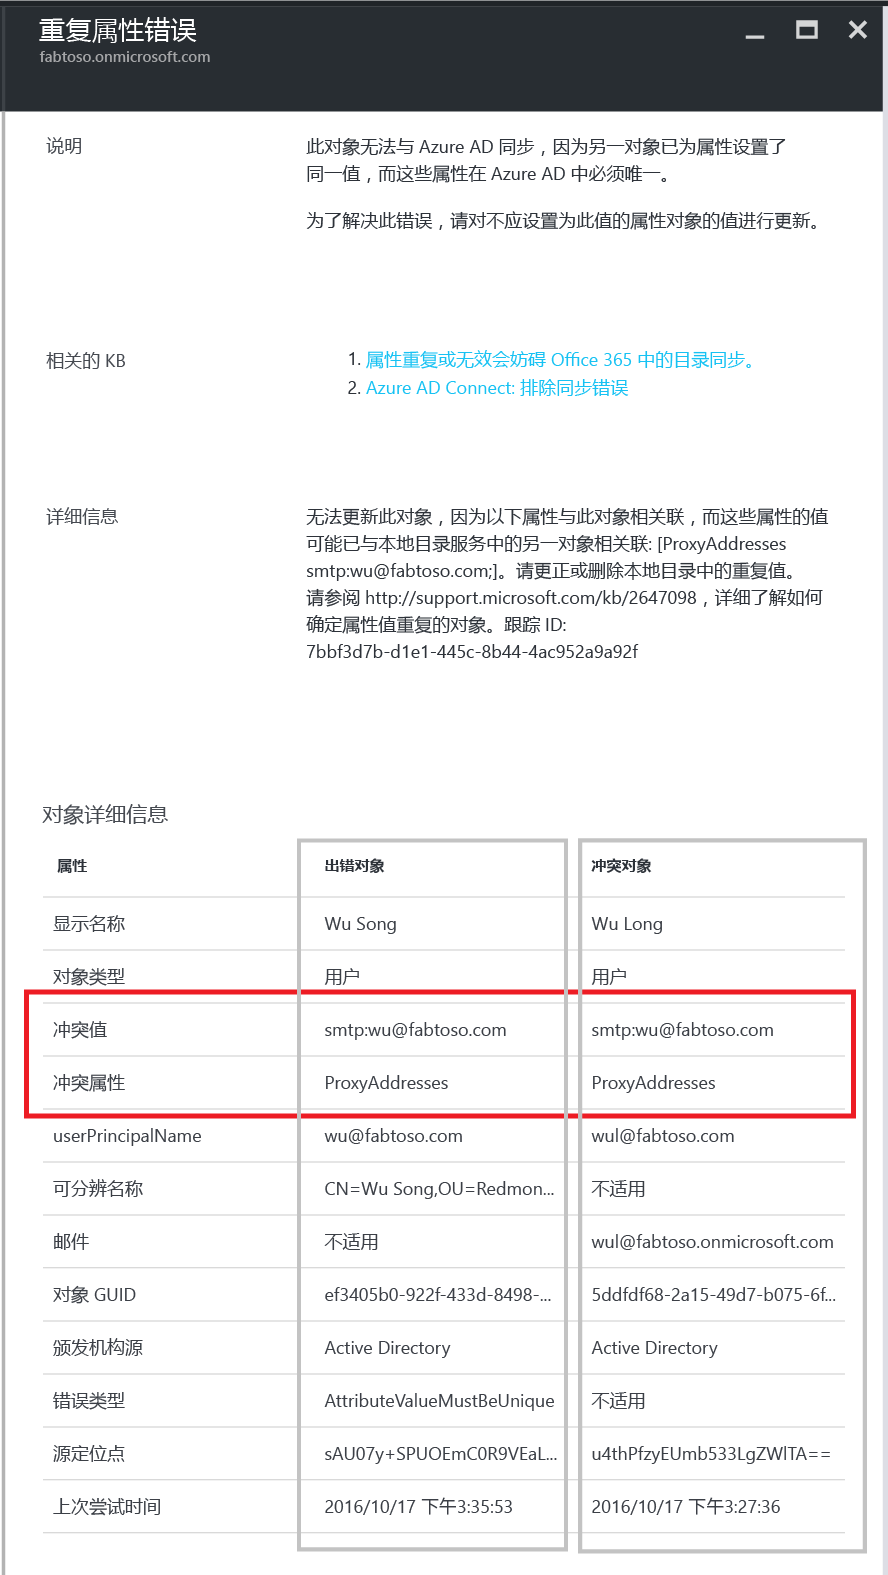 重复属性错误
fabtoso.onmicrosoft.com
说明
此对象无法与 Azure AD 同步，因为另一对象已为属性设置了
同一值，而这些属性在 Azure AD 中必须唯一。
为了解决此错误，请对不应设置为此值的属性对象的值进行更新。
相关的 KB
1. 属性重复或无效会妨碍 Office 365 中的目录同步。
2. Azure AD Connect: 排除同步错误
详细信息
无法更新此对象，因为以下属性与此对象相关联，而这些属性的值
可能已与本地目录服务中的另一对象相关联: [ProxyAddresses
smtp:wu@fabtoso.com;]。请更正或删除本地目录中的重复值。
请参阅 http://support.microsoft.com/kb/2647098，详细了解如何
确定属性值重复的对象。跟踪 ID:
7bbf3d7b-d1e1-445c-8b44-4ac952a9a92f
对象详细信息
属性 出错对象 冲突对象
显示名称 Wu Song Wu Long
对象类型 用户 用户
冲突值 smtp:wu@fabtoso.com smtp:wu@fabtoso.com
冲突属性 ProxyAddresses ProxyAddresses
userPrincipalName wu@fabtoso.com wul@fabtoso.com
可分辨名称 CN=Wu Song,OU=Redmon... 不适用
邮件 不适用 wul@fabtoso.onmicrosoft.com
对象 GUID ef3405b0-922f-433d-8498-... 5ddfdf68-2a15-49d7-b075-6f...
颁发机构源 Active Directory Active Directory
错误类型 AttributeValueMustBeUnique 不适用
源定位点 sAU07y+SPUOEmC0R9VEaL... u4thPfzyEUmb533LgZWlTA==
上次尝试时间 2016/10/17 下午3:35:53 2016/10/17 下午3:27:36